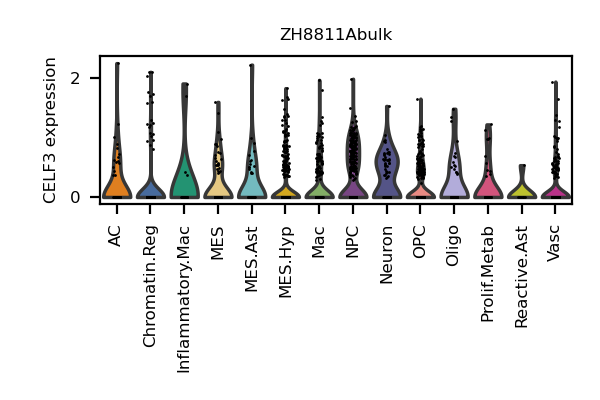 ZH8811Abulk
CELF3 expression
2
0
AC
Chromatin.Reg
Inflammatory.Mac
MES
MES.Ast
MES.Hyp
Mac
NPC
Neuron
OPC
Oligo
Prolif.Metab
Reactive.Ast
Vasc